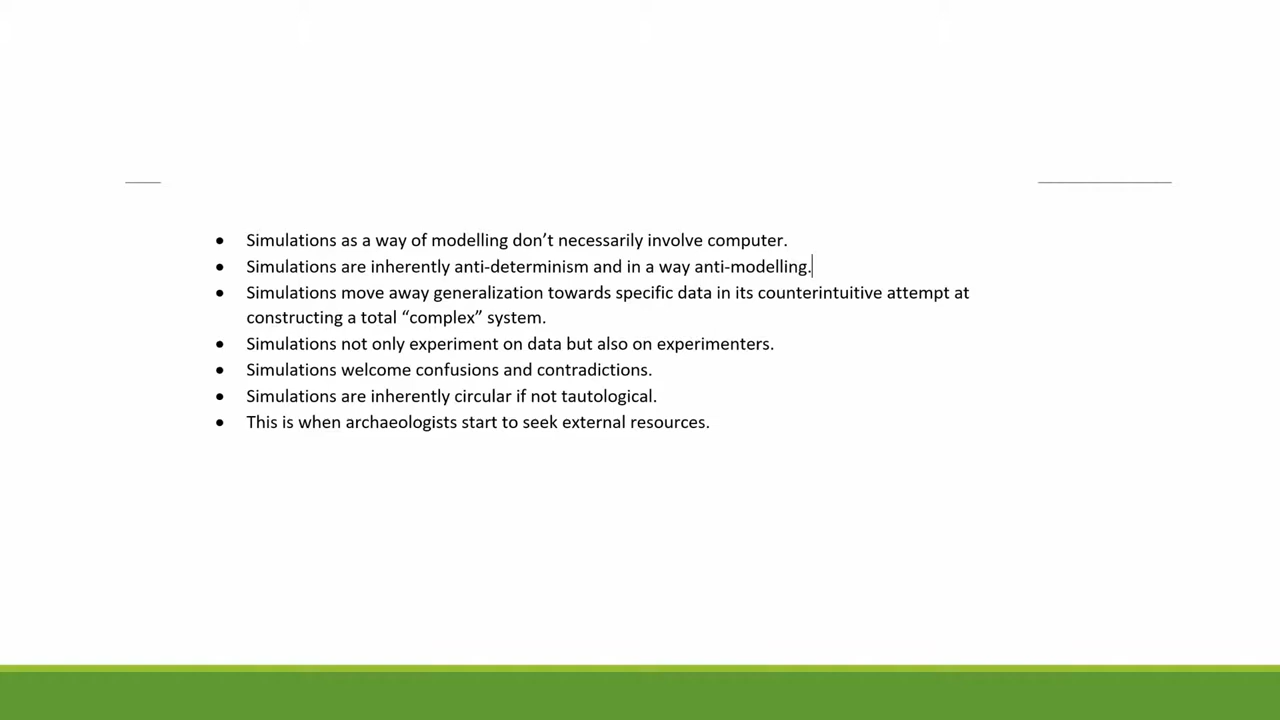 • Simulations as a way of modelling don’t necessarily involve computer.
• Simulations are inherently anti-determinism and in a way anti-modelling.
• Simulations move away generalization towards specific data in its counterintuitive attempt at
constructing a total “complex” system.
• Simulations not only experiment on data but also on experimenters.
• Simulations welcome confusions and contradictions.
• Simulations are inherently circular if not tautological.
• This is when archaeologists start to seek external resources.